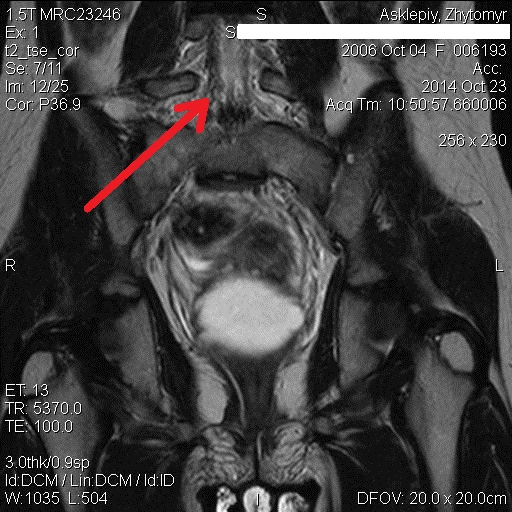 1.5T MRC23246
Ex: 1
t2_tse_cor
Se: 7/11
Im: 12/25
Cor: P36.9
S
S
Asklepiy, Zhytomyr
2006 Oct 04 F 006193
Acc:
2014 Oct 23
Acq Tm: 10:50:57.660006
256 x 230
R
L
ET: 13
TR: 5370.0
TE: 100.0
3.0thk/0.9sp
Id:DCM / Lin:DCM / Id:ID
W:1035 L:504
I
DFOV: 20.0 x 20.0cm